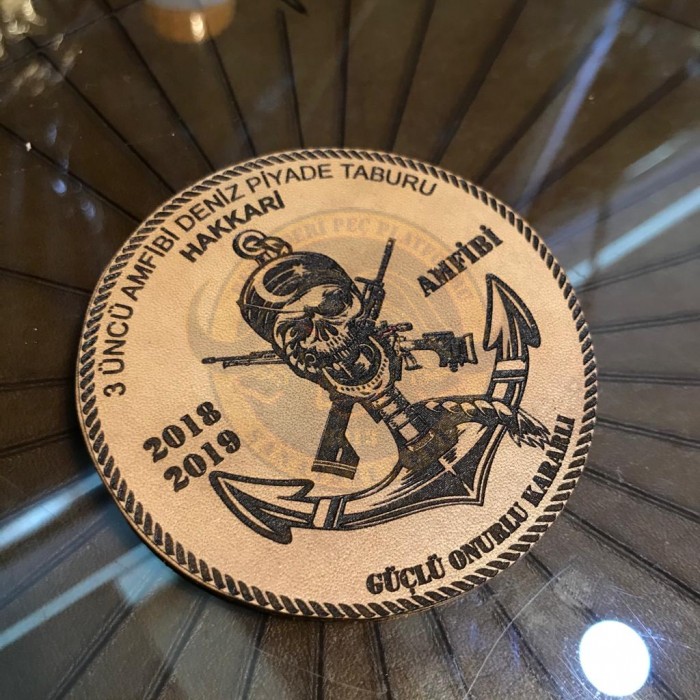 3 ÜNCÜ AMFİBİ DENİZ PİYADE TABURU
HAKKARİ
AMFİBİ
2018
2019
GÜÇLÜ ONURLU KARARLI